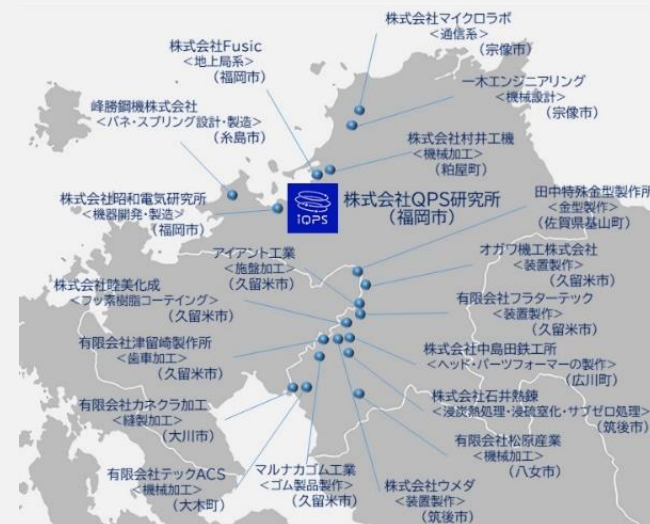 株式会社マイクロラボ
<通信系>
(宗像市)
株式会社Fusic
<地上局系>
(福岡市)
一木エンジニアリング
<機械設計>
(宗像市)
峰勝鋼機株式会社
<バネ・スプリング設計・製造>
(糸島市)
株式会社村井工機
<機械加工>
(粕屋町)
株式会社昭和電気研究所
<機器開発・製造>
(福岡市)
iQPS
株式会社QPS研究所
(福岡市)
田中特殊金型製作所
<金型製作>
(佐賀県基山町)
アイアント工業
<施盤加工>
(久留米市)
オガワ機工株式会社
<装置製作>
(久留米市)
株式会社睦美化成
<フッ素樹脂コーテイング>
(久留米市)
有限会社フラターテック
<装置製作>
(久留米市)
有限会社津留崎製作所
<歯車加工>
(久留米市)
株式会社中島田鉄工所
<ヘッド・パーツフォーマーの製作>
(広川町)
有限会社カネクラ加工
<縫製加工>
(大川市)
株式会社石井熱錬
<浸炭熱処理・浸硫窒化・サブゼロ処理>
(筑後市)
有限会社松原産業
<機械加工>
(八女市)
有限会社テックACS
<機械加工>
(大木町)
マルナカゴム工業
<ゴム製品製作>
(久留米市)
株式会社ウメダ
<装置製作>
(筑後市)